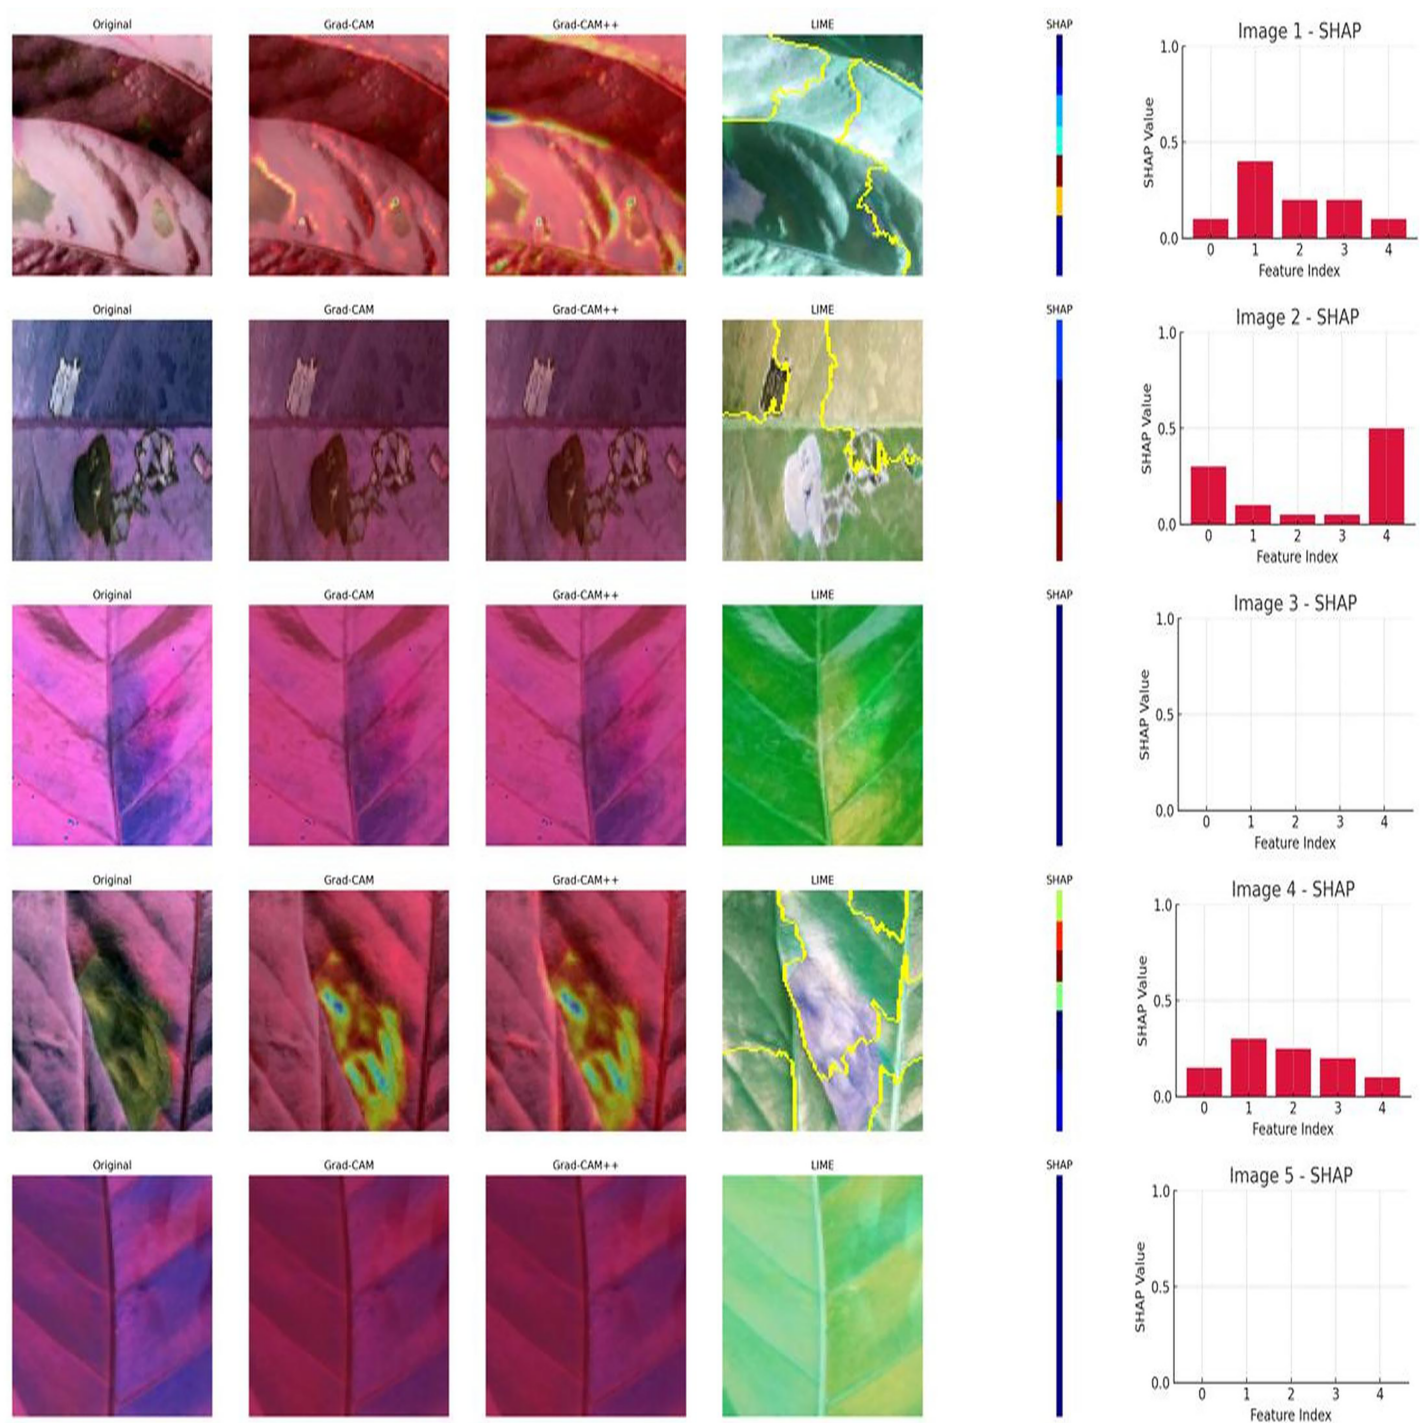 Original Grad-CAM Grad-CAM++ LIME SHAP
Image 1 - SHAP
1.0
0.5
0.0
SHAP Value
0 1 2 3 4
Feature Index
Original Grad-CAM Grad-CAM++ LIME SHAP
Image 2 - SHAP
1.0
0.5
0.0
SHAP Value
0 1 2 3 4
Feature Index
Original Grad-CAM Grad-CAM++ LIME SHAP
Image 3 - SHAP
1.0
0.5
0.0
SHAP Value
0 1 2 3 4
Feature Index
Original Grad-CAM Grad-CAM++ LIME SHAP
Image 4 - SHAP
1.0
0.5
0.0
SHAP Value
0 1 2 3 4
Feature Index
Original Grad-CAM Grad-CAM++ LIME SHAP
Image 5 - SHAP
1.0
0.5
0.0
SHAP Value
0 1 2 3 4
Feature Index